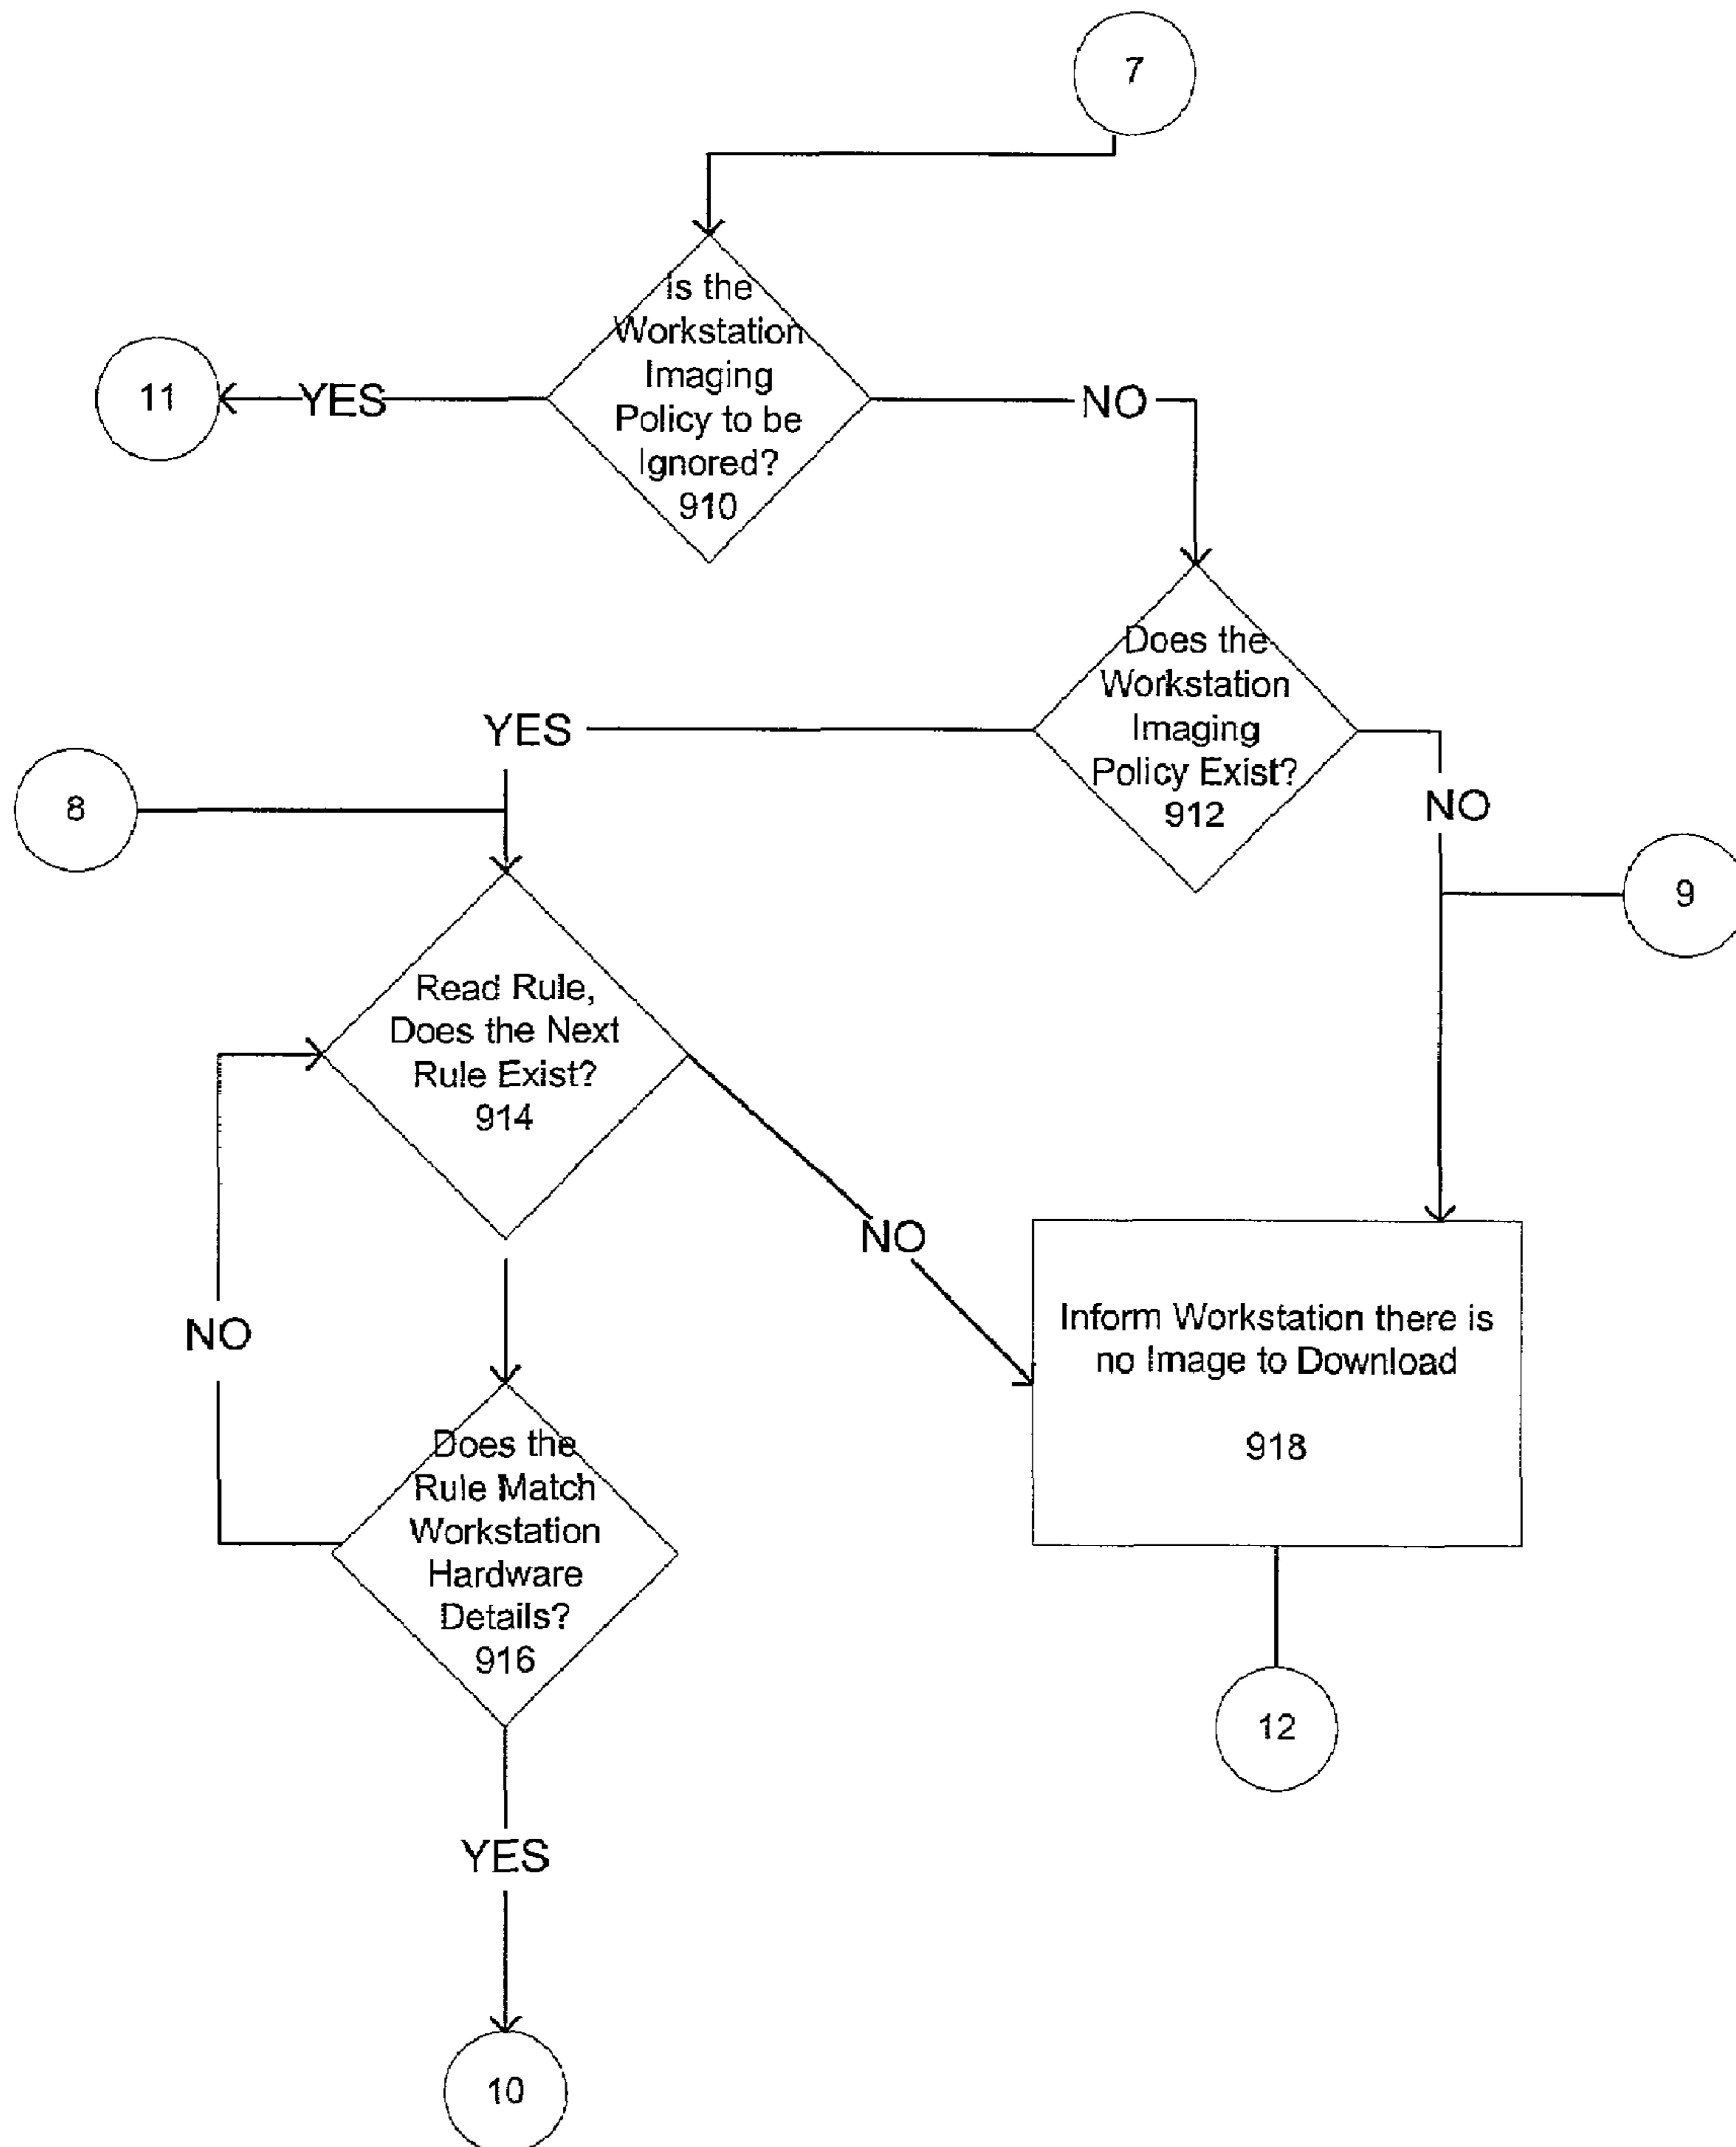 7
Is the
Workstation
Imaging
Policy to be
Ignored?
910
11
YES
NO
Does the
Workstation
Imaging
Policy Exist?
912
YES
NO
8
9
Read Rule,
Does the Next
Rule Exist?
914
NO
NO
Inform Workstation there is
no Image to Download
918
Does the
Rule Match
Workstation
Hardware
Details?
916
12
YES
10